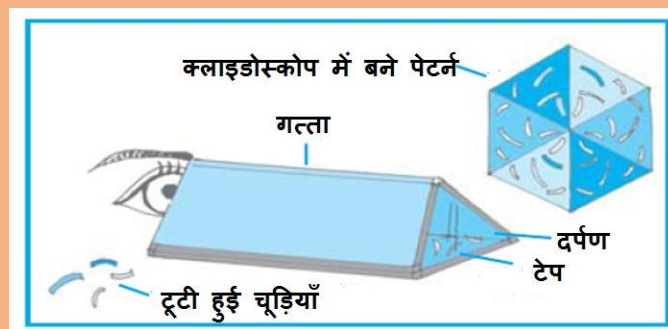 क्लाइडोस्कोप में बने पेटर्न
गत्ता
दर्पण
टेप
टूटी हुई चूड़ियाँ